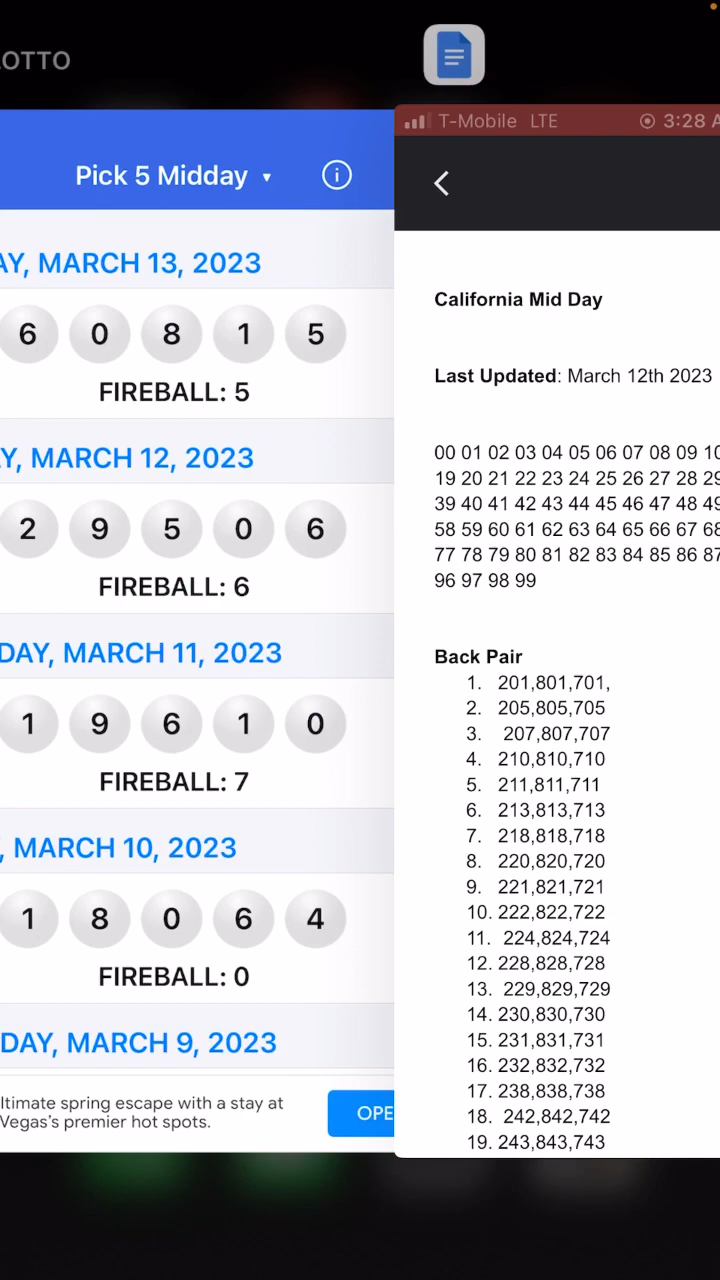 OTTO
Pick 5 Midday
AY, MARCH 13, 2023
6 0 8 1 5
FIREBALL: 5
Y, MARCH 12, 2023
2 9 5 0 6
FIREBALL: 6
DAY, MARCH 11, 2023
1 9 6 1 0
FIREBALL: 7
, MARCH 10, 2023
1 8 0 6 4
FIREBALL: 0
DAY, MARCH 9, 2023
ltimate spring escape with a stay at
Vegas's premier hot spots.
OPE
T-Mobile LTE 3:28 A
California Mid Day
Last Updated: March 12th 2023
00 01 02 03 04 05 06 07 08 09 10
19 20 21 22 23 24 25 26 27 28 29
39 40 41 42 43 44 45 46 47 48 49
58 59 60 61 62 63 64 65 66 67 68
77 78 79 80 81 82 83 84 85 86 87
96 97 98 99
Back Pair
1. 201,801,701,
2. 205,805,705
3. 207,807,707
4. 210,810,710
5. 211,811,711
6. 213,813,713
7. 218,818,718
8. 220,820,720
9. 221,821,721
10. 222,822,722
11. 224,824,724
12. 228,828,728
13. 229,829,729
14. 230,830,730
15. 231,831,731
16. 232,832,732
17. 238,838,738
18. 242,842,742
19. 243,843,743